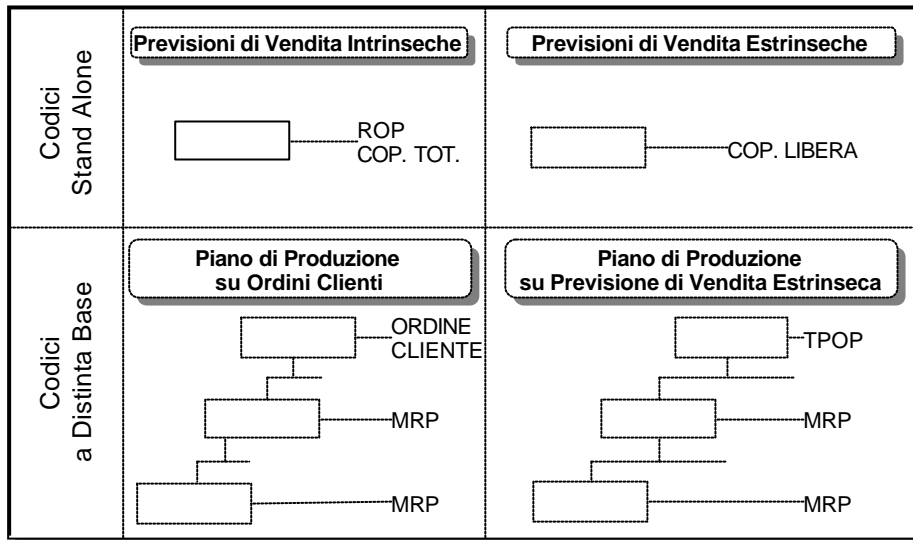 Previsioni di Vendita Intrinseche
Previsioni di Vendita Estrinseche
Codici
Stand Alone
ROP
COP. TOT.
COP. LIBERA
Piano di Produzione
su Ordini Clienti
Piano di Produzione
su Previsione di Vendita Estrinseca
Codici
a Distinta Base
ORDINE
CLIENTE
MRP
MRP
TPOP
MRP
MRP